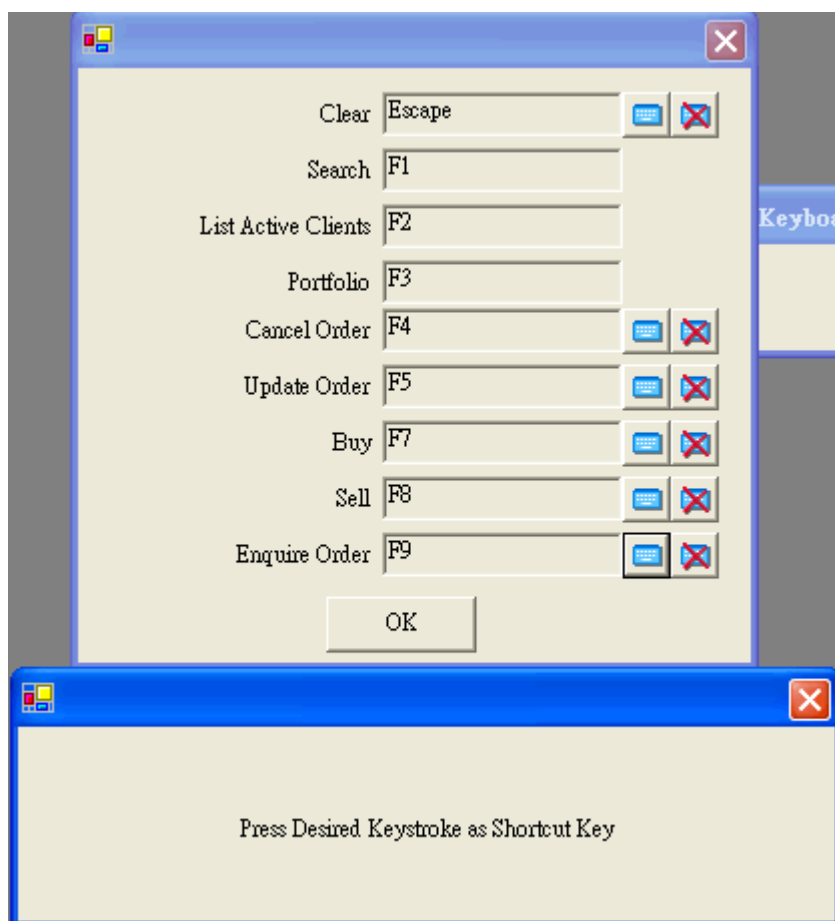 Clear Escape
Search F1
Keyboa
List Active Clients F2
Portfolio F3
Cancel Order F4
Update Order F5
Buy F7
Sell F8
Enquire Order F9
OK
Press Desired Keystroke as Shortcut Key